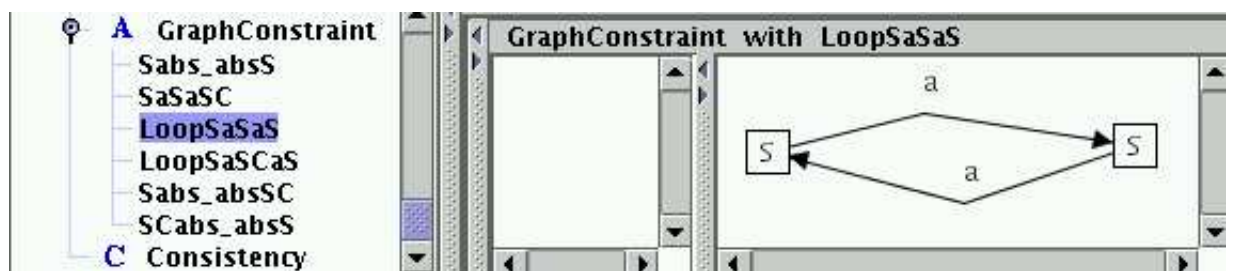 A GraphConstraint
Sabs_absS
SaSaSC
LoopSaSaS
LoopSaSCaS
Sabs_absSC
SCabs_absS
C Consistency
GraphConstraint with LoopSaSaS
a
S
S
a